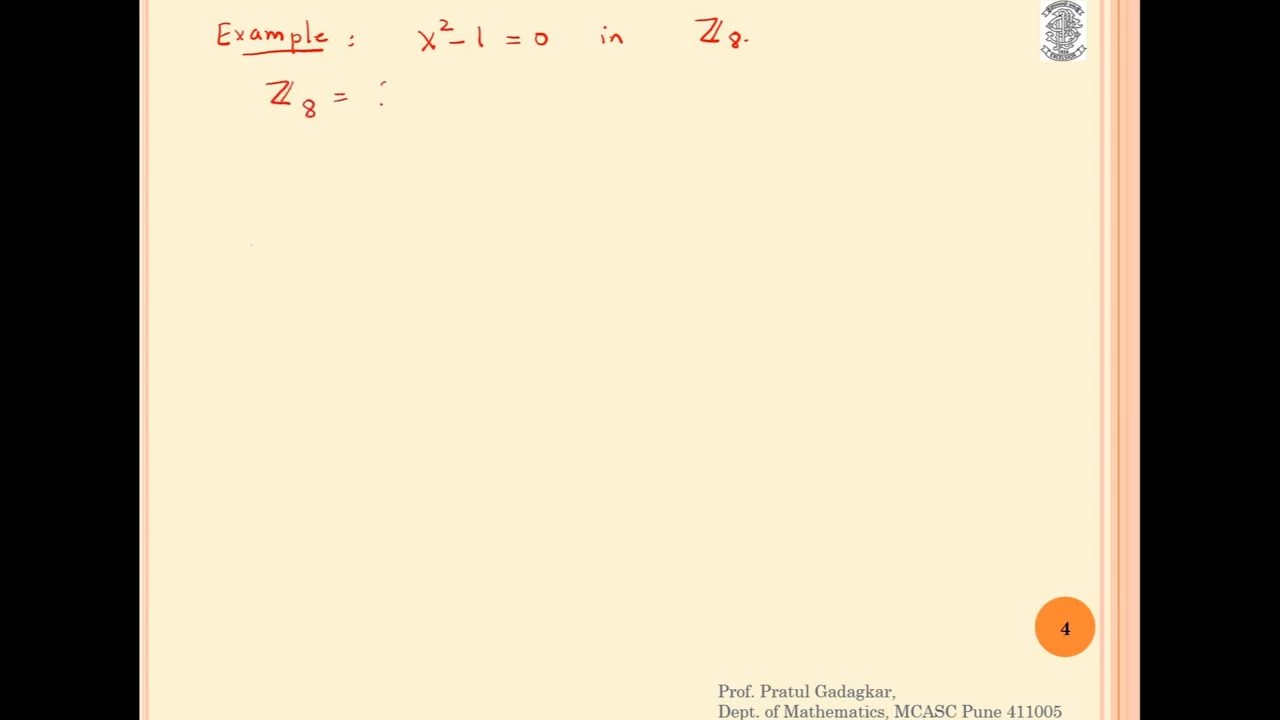 Example : x² - 1 = 0 in ℤ₈.
ℤ₈ =
4
Prof. Pratul Gadagkar,
Dept. of Mathematics, MCASC Pune 411005